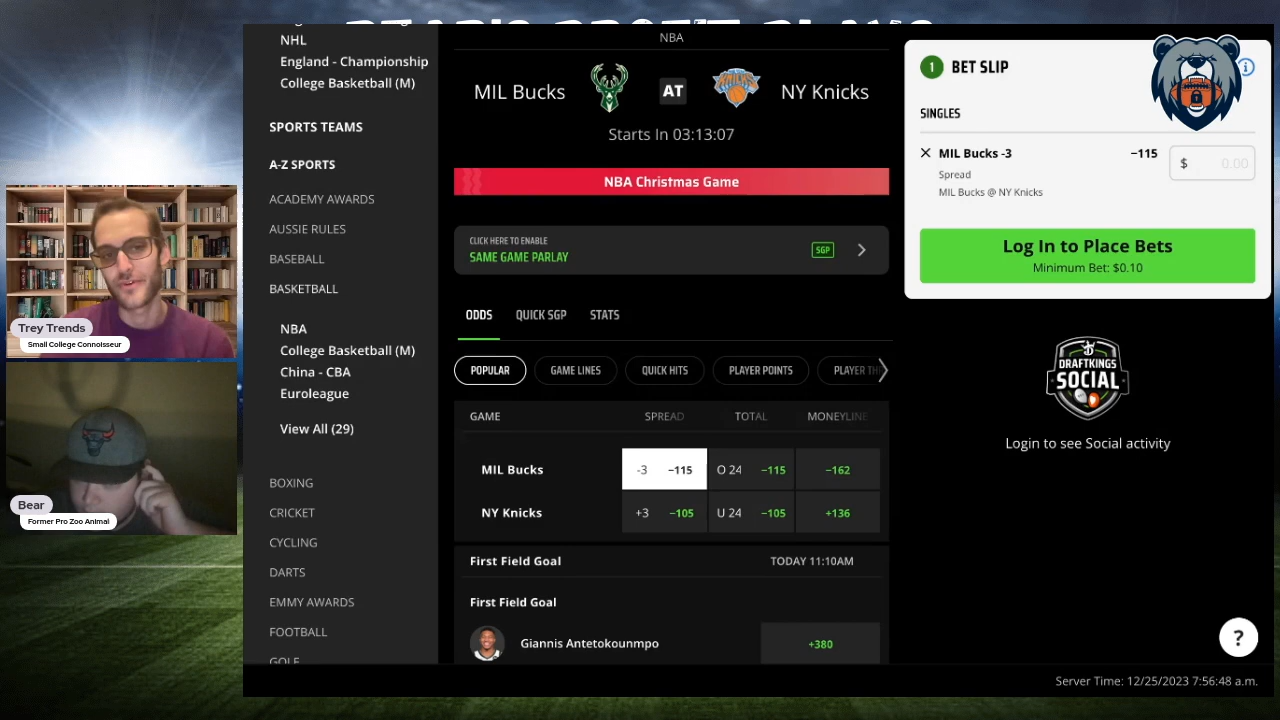 NHL
England - Championship
College Basketball (M)
SPORTS TEAMS
A-Z SPORTS
ACADEMY AWARDS
AUSSIE RULES
BASEBALL
BASKETBALL
NBA
College Basketball (M)
China - CBA
Euroleague
View All (29)
BOXING
CRICKET
CYCLING
DARTS
EMMY AWARDS
FOOTBALL
GOLF
Trey Trends
Small College Connoisseur
Bear
Former Pro Zoo Animal
NBA
MIL Bucks
KNICKS
AT
NY Knicks
Starts In 03:13:07
NBA Christmas Game
CLICK HERE TO ENABLE
SAME GAME PARLAY
SGP
ODDS QUICK SGP STATS
POPULAR GAME LINES QUICK HITS PLAYER POINTS PLAYER TH
GAME SPREAD TOTAL MONEYLINE
MIL Bucks -3 −115 O 24 −115 −162
NY Knicks +3 −105 U 24 −105 +136
First Field Goal TODAY 11:10AM
First Field Goal
Giannis Antetokounmpo +380
1 BET SLIP
SINGLES
MIL Bucks -3 −115 $ 0.00
Spread
MIL Bucks @ NY Knicks
Log In to Place Bets
Minimum Bet: $0.10
DRAFTKINGS
SOCIAL
Login to see Social activity
?
Server Time: 12/25/2023 7:56:48 a.m.